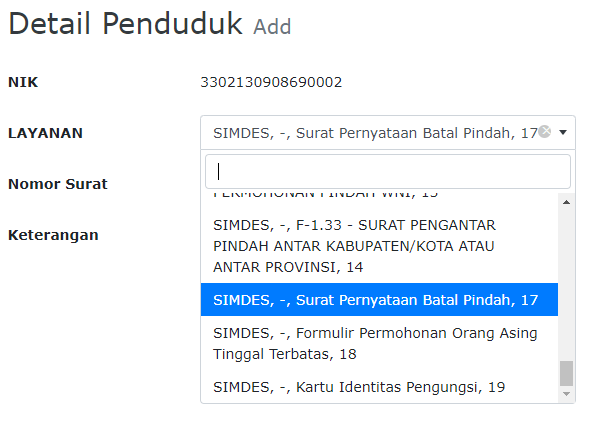 Detail Penduduk Add
NIK 3302130908690002
LAYANAN SIMDES, -, Surat Pernyataan Batal Pindah, 17
PERMOHONAN PINDAH WNI, 13
Nomor Surat
SIMDES, -, F-1.33 - SURAT PENGANTAR
PINDAH ANTAR KABUPATEN/KOTA ATAU
ANTAR PROVINSI, 14
Keterangan
SIMDES, -, Surat Pernyataan Batal Pindah, 17
SIMDES, -, Formulir Permohonan Orang Asing
Tinggal Terbatas, 18
SIMDES, -, Kartu Identitas Pengungsi, 19